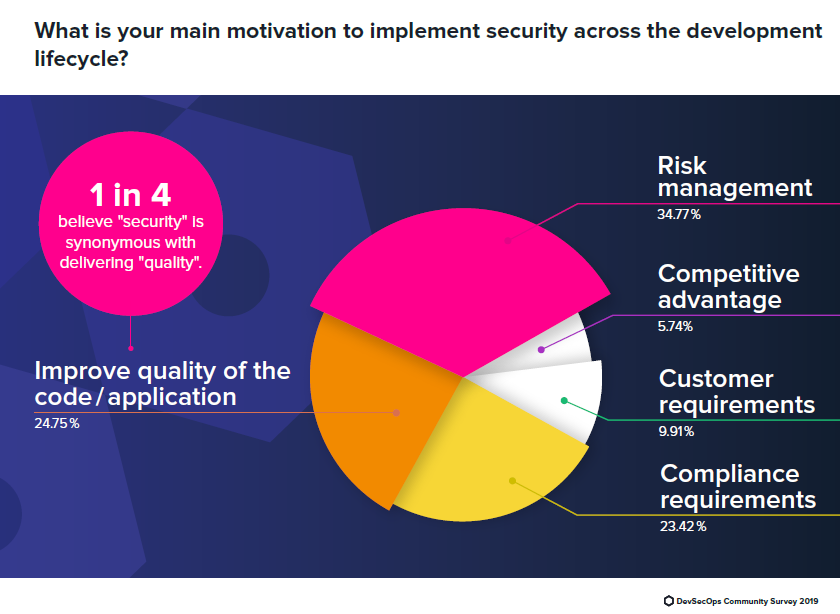 What is your main motivation to implement security across the development
lifecycle?
1 in 4
believe "security" is
synonymous with
delivering "quality".
Improve quality of the
code/application
24.75%
Risk
management
34.77%
Competitive
advantage
5.74%
Customer
requirements
9.91%
Compliance
requirements
23.42%
DevSecOps Community Survey 2019